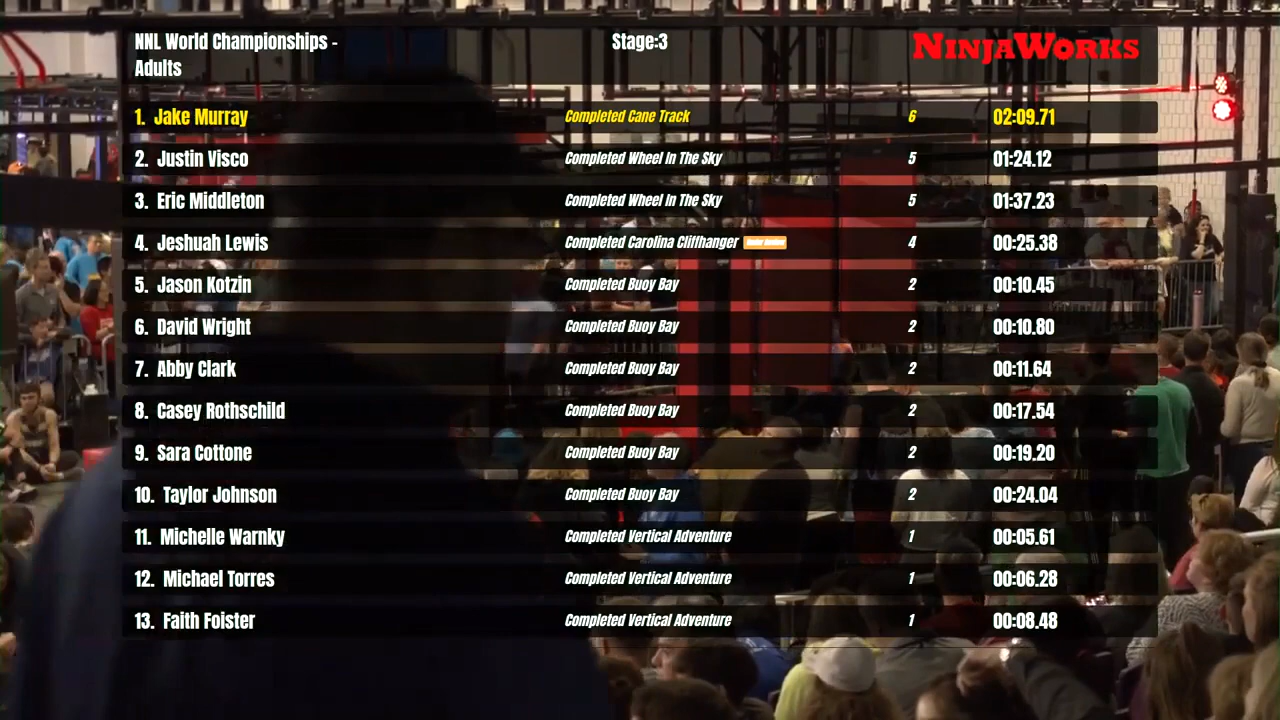 NNL World Championships -
Adults
Stage:3
NINJAWORKS
1. Jake Murray Completed Cane Track 6 02:09.71
2. Justin Visco Completed Wheel In The Sky 5 01:24.12
3. Eric Middleton Completed Wheel In The Sky 5 01:37.23
4. Jeshuah Lewis Completed Carolina Cliffhanger 4 00:25.38
5. Jason Kotzin Completed Buoy Bay 2 00:10.45
6. David Wright Completed Buoy Bay 2 00:10.80
7. Abby Clark Completed Buoy Bay 2 00:11.64
8. Casey Rothschild Completed Buoy Bay 2 00:17.54
9. Sara Cottone Completed Buoy Bay 2 00:19.20
10. Taylor Johnson Completed Buoy Bay 2 00:24.04
11. Michelle Warnky Completed Vertical Adventure 1 00:05.61
12. Michael Torres Completed Vertical Adventure 1 00:06.28
13. Faith Foister Completed Vertical Adventure 1 00:08.48